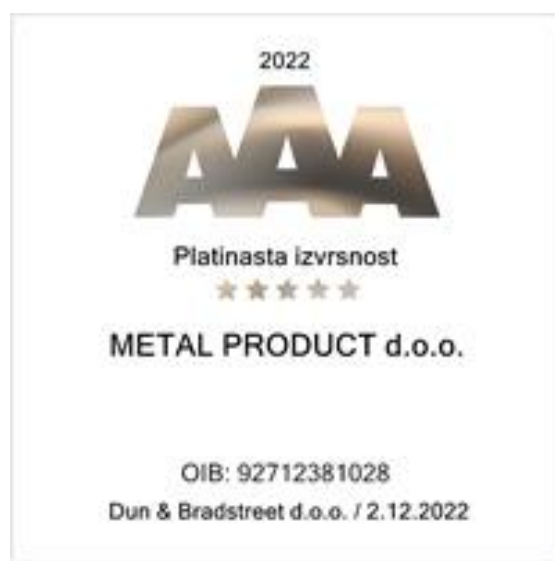 2022
AAA
Platinasta izvrsnost
METAL PRODUCT d.o.o.
OIB: 92712381028
Dun & Bradstreet d.o.o. / 2.12.2022